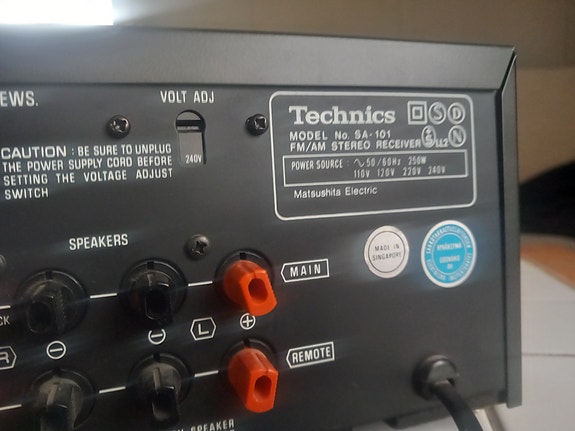 EWS.
VOLT ADJ
240V
CAUTION : BE SURE TO UNPLUG
THE POWER SUPPLY CORD BEFORE
SETTING THE VOLTAGE ADJUST
SWITCH
Technics
S D
N
MODEL No. SA-101
FM/AM STEREO RECEIVER
POWER SOURCE : ∿50/60Hz 250W
110V 120V 220V 240V
Matsushita Electric
MADE IN
SINGAPORE
SPEAKERS
MAIN
CK
R
⊖
⊖
L
⊕
REMOTE
SPEAKER